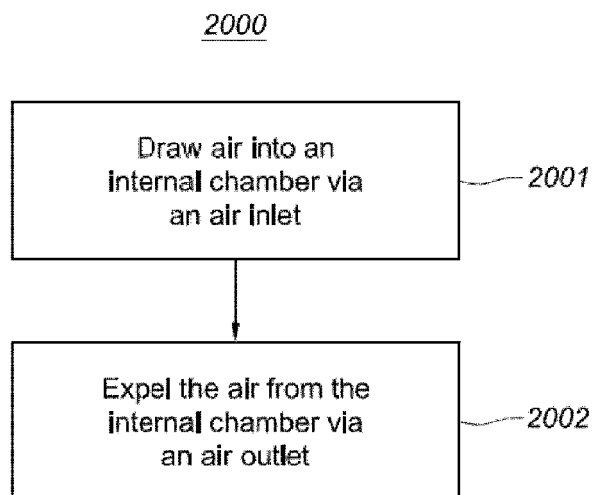 2000
Draw air into an
internal chamber via
an air inlet
2001
Expel the air from the
internal chamber via
an air outlet
2002